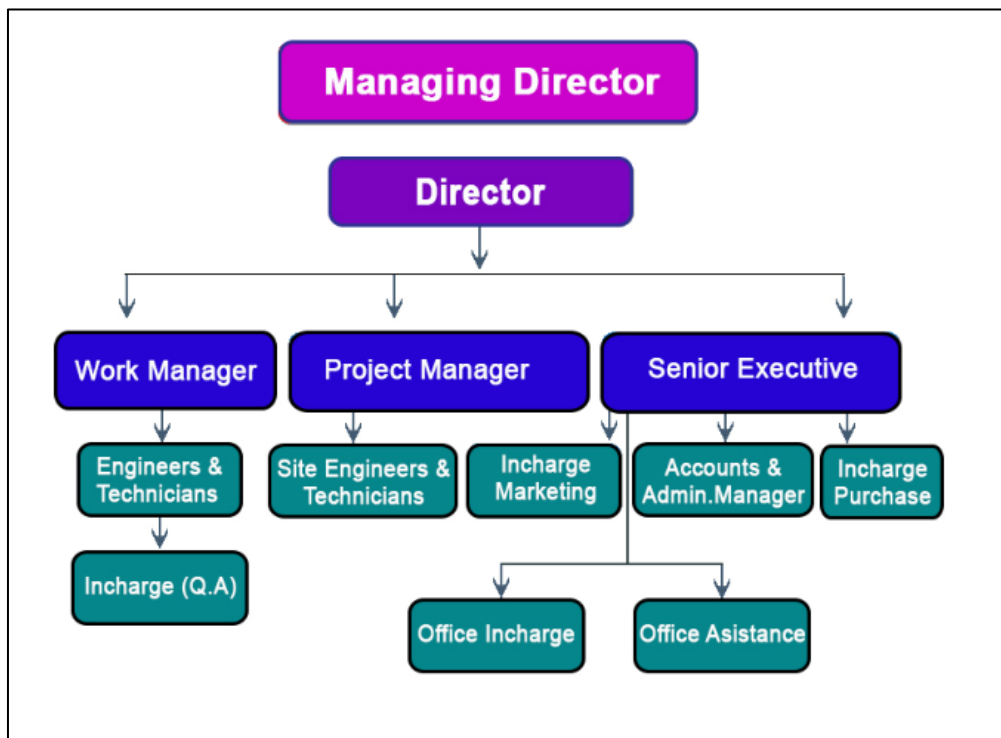 Managing Director
Director
Work Manager
Project Manager
Senior Executive
Engineers &
Technicians
Site Engineers &
Technicians
Incharge
Marketing
Accounts &
Admin.Manager
Incharge
Purchase
Incharge (Q.A)
Office Incharge
Office Asistance